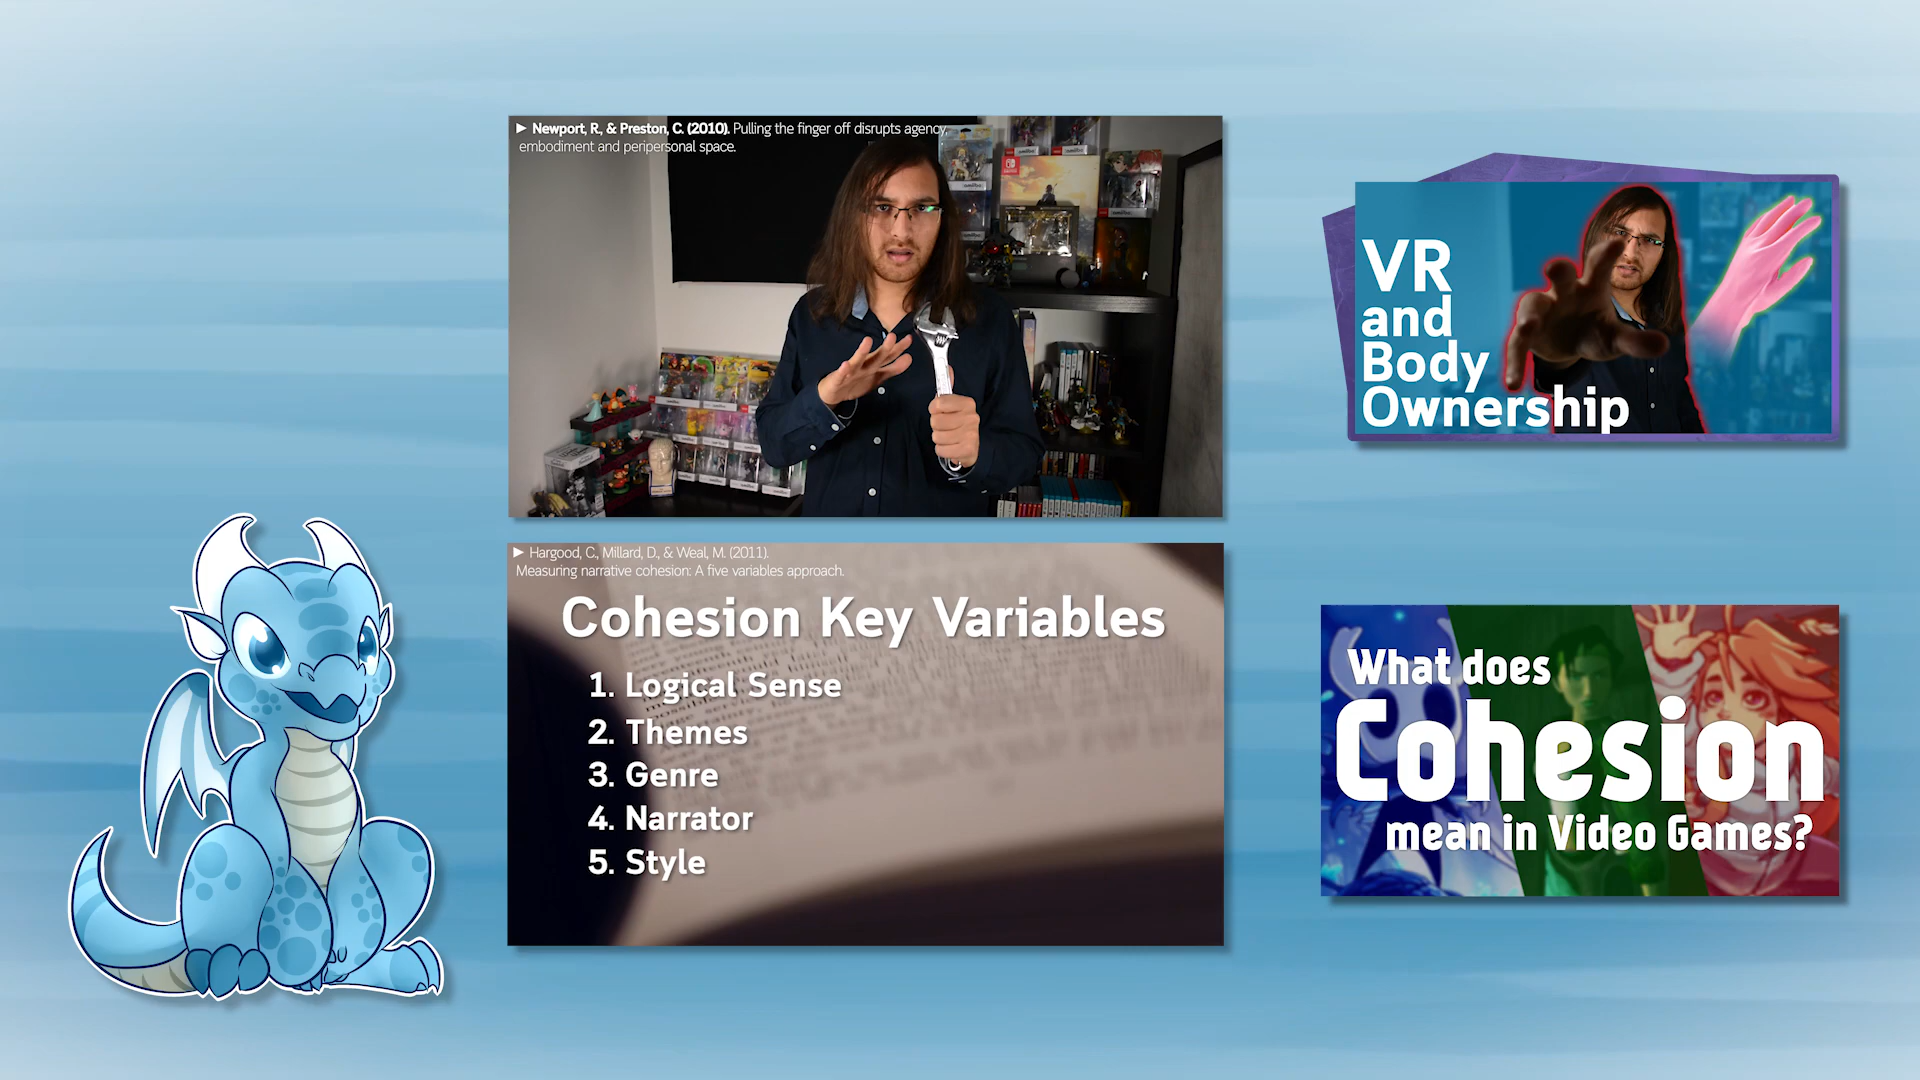 ► Newport, R., & Preston, C. (2010). Pulling the finger off disrupts agency,
embodiment and peripersonal space.
VR
and
Body
Ownership
► Hargood, C., Millard, D., & Weal, M. (2011).
Measuring narrative cohesion: A five variables approach.
Cohesion Key Variables
1. Logical Sense
2. Themes
3. Genre
4. Narrator
5. Style
What does
Cohesion
mean in Video Games?